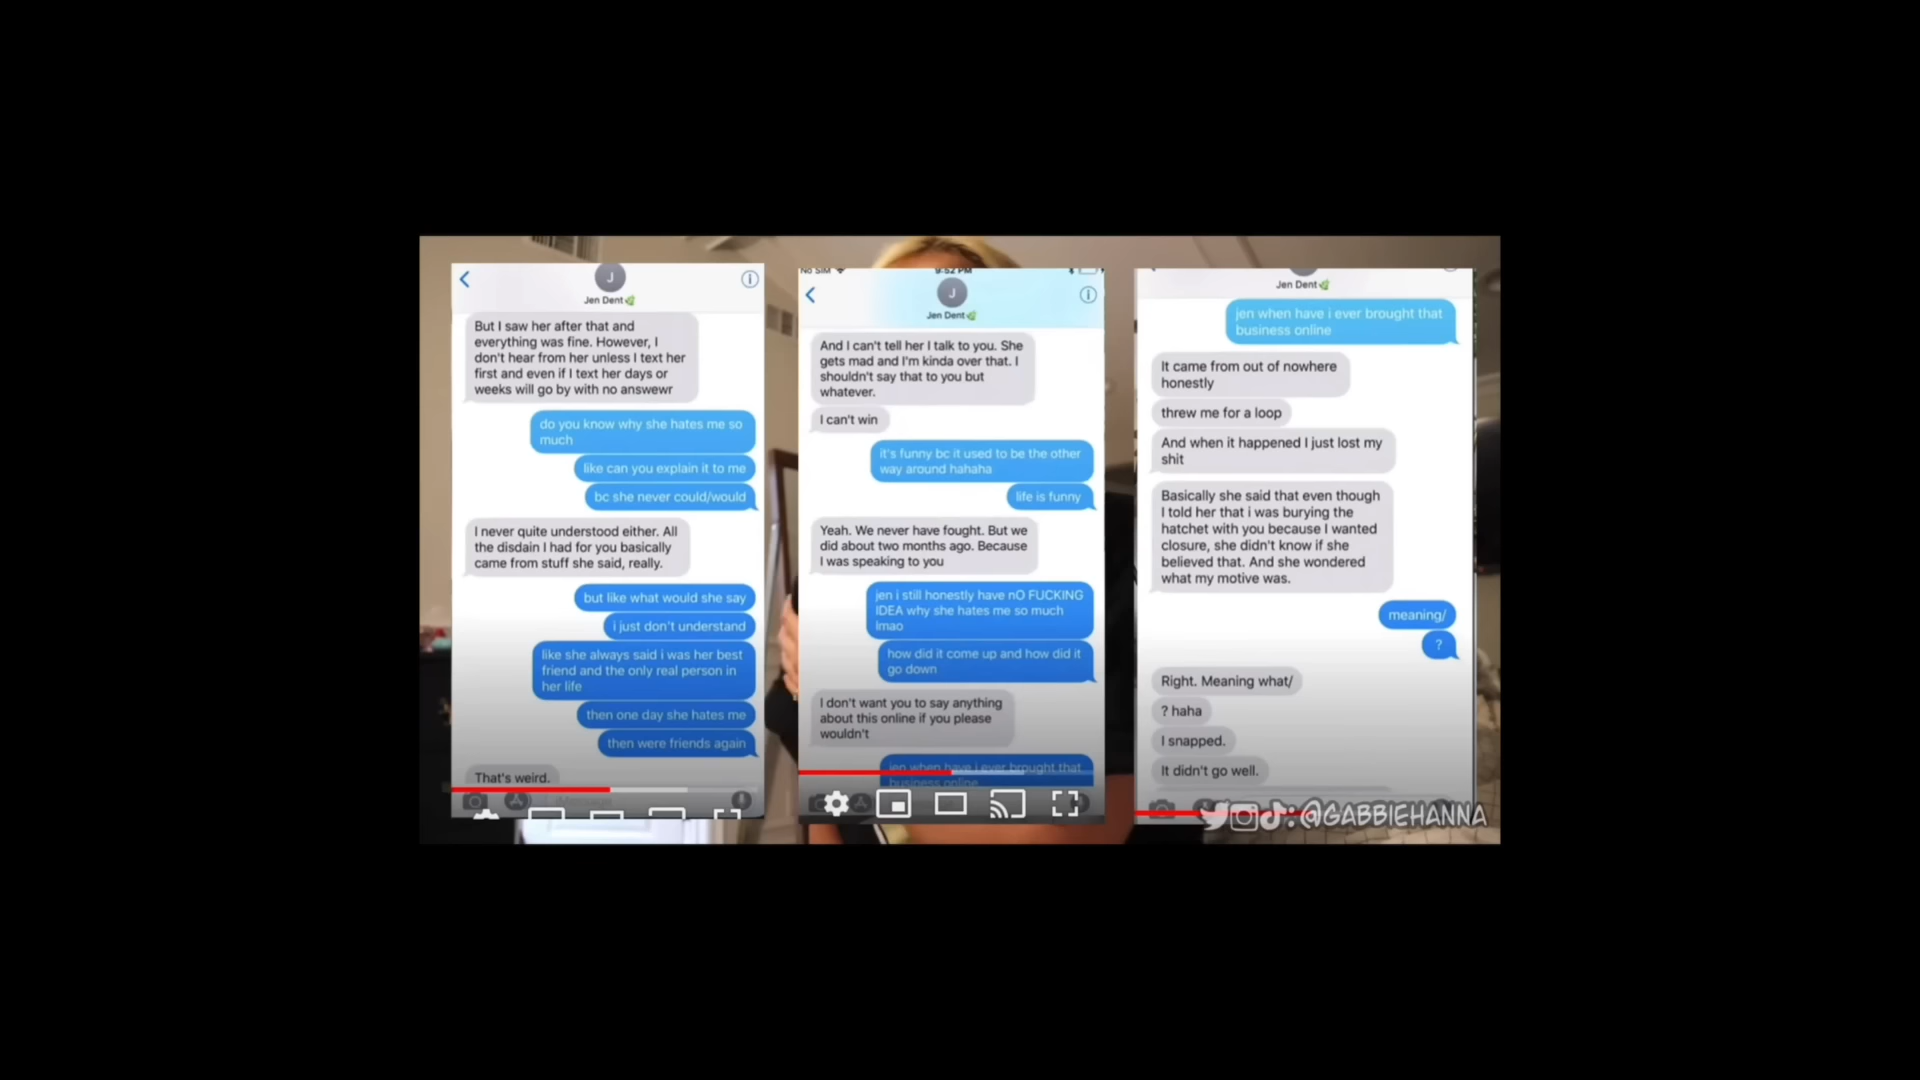 J
Jen Dent
But I saw her after that and
everything was fine. However, I
don't hear from her unless I text her
first and even if I text her days or
weeks will go by with no answewr
do you know why she hates me so
much
like can you explain it to me
bc she never could/would
I never quite understood either. All
the disdain I had for you basically
came from stuff she said, really.
but like what would she say
i just don't understand
like she always said i was her best
friend and the only real person in
her life
then one day she hates me
then were friends again
That's weird.
iMessage
No SIM
9:52 PM
J
Jen Dent
And I can't tell her I talk to you. She
gets mad and I'm kinda over that. I
shouldn't say that to you but
whatever.
I can't win
it's funny bc it used to be the other
way around hahaha
life is funny
Yeah. We never have fought. But we
did about two months ago. Because
I was speaking to you
jen i still honestly have nO FUCKING
IDEA why she hates me so much
lmao
how did it come up and how did it
go down
I don't want you to say anything
about this online if you please
wouldn't
jen when have i ever brought that
business online
Jen Dent
jen when have i ever brought that
business online
It came from out of nowhere
honestly
threw me for a loop
And when it happened I just lost my
shit
Basically she said that even though
I told her that i was burying the
hatchet with you because I wanted
closure, she didn't know if she
believed that. And she wondered
what my motive was.
meaning/
?
Right. Meaning what/
? haha
I snapped.
It didn't go well.
:@GABBIEHANNA